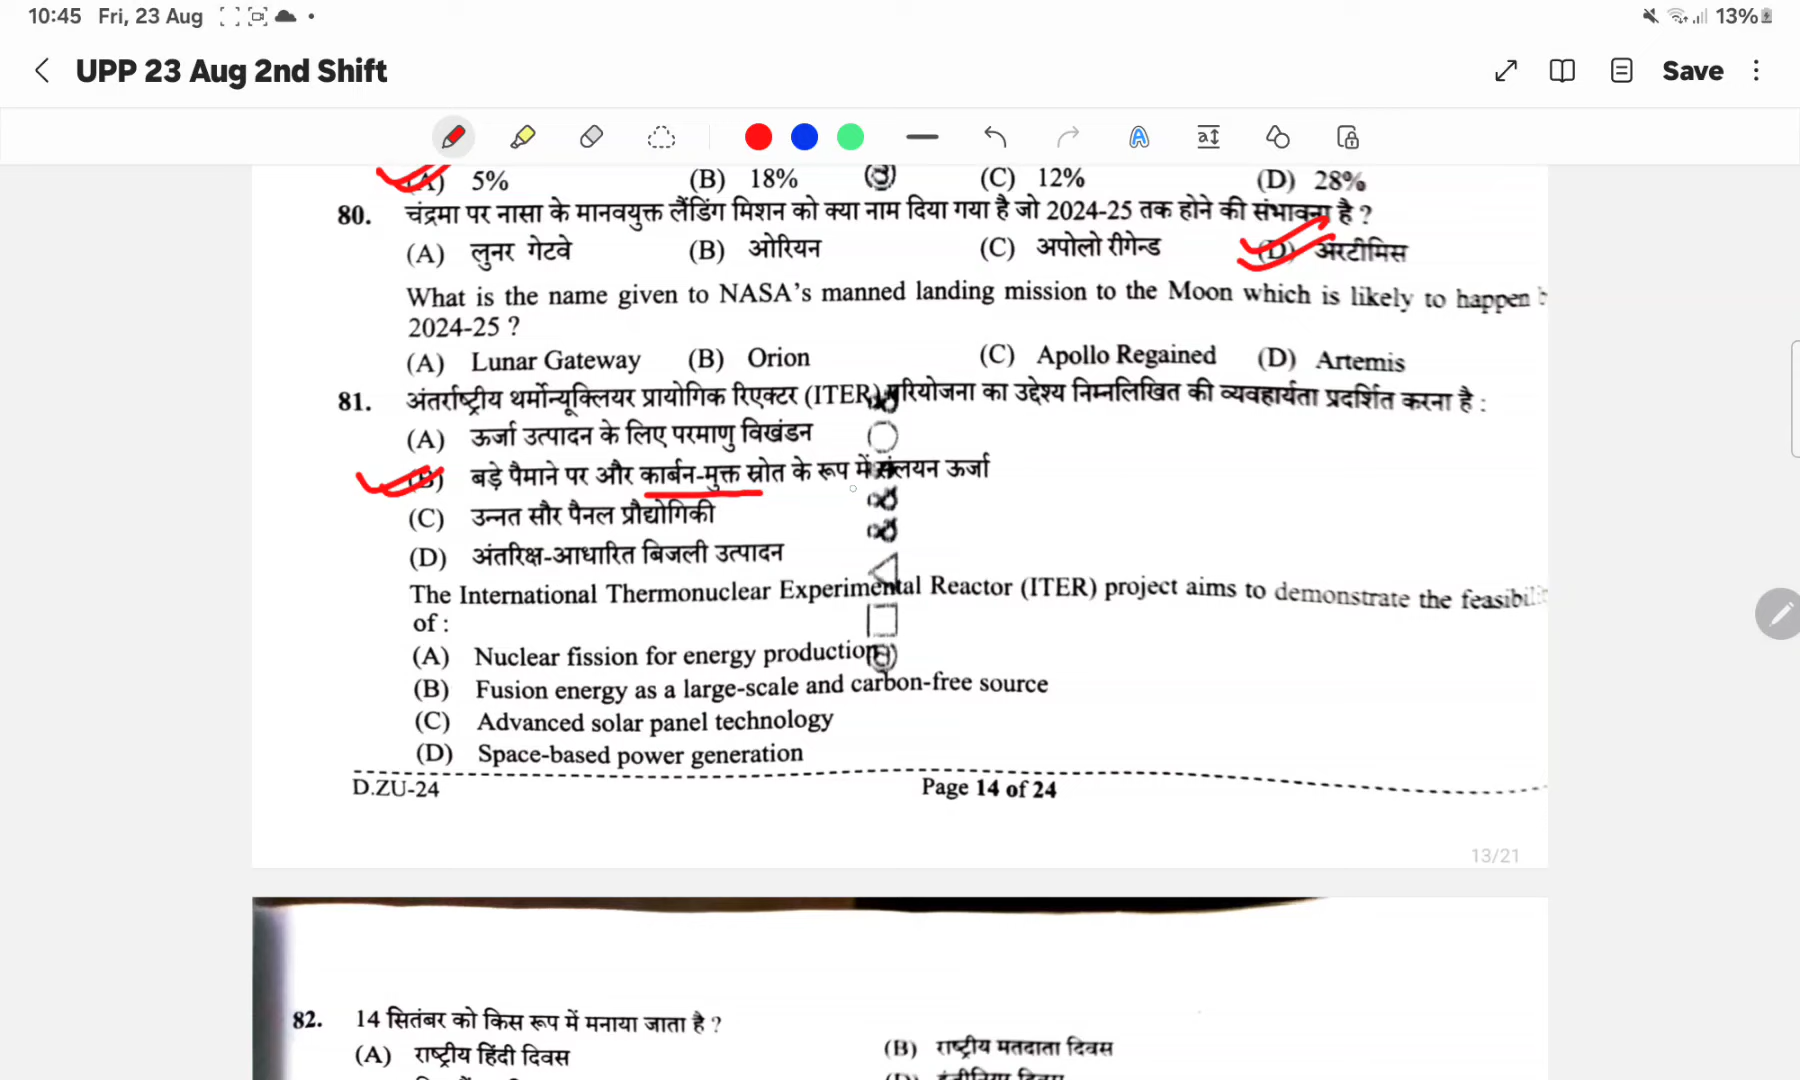 10:45 Fri, 23 Aug
13%
UPP 23 Aug 2nd Shift
Save
(A) 5% (B) 18% (C) 12% (D) 28%
80. चंद्रमा पर नासा के मानवयुक्त लैंडिंग मिशन को क्या नाम दिया गया है जो 2024-25 तक होने की संभावना है ?
(A) लुनर गेटवे (B) ओरियन (C) अपोलो रीगेन्ड (D) अरटीमिस
What is the name given to NASA's manned landing mission to the Moon which is likely to happen
2024-25 ?
(A) Lunar Gateway (B) Orion (C) Apollo Regained (D) Artemis
81. अंतर्राष्ट्रीय थर्मोन्यूक्लियर प्रायोगिक रिएक्टर (ITER) परियोजना का उद्देश्य निम्नलिखित की व्यवहार्यता प्रदर्शित करना है :
(A) ऊर्जा उत्पादन के लिए परमाणु विखंडन
(B) बड़े पैमाने पर और कार्बन-मुक्त स्रोत के रूप में संलयन ऊर्जा
(C) उन्नत सौर पैनल प्रौद्योगिकी
(D) अंतरिक्ष-आधारित बिजली उत्पादन
The International Thermonuclear Experimental Reactor (ITER) project aims to demonstrate the
of :
(A) Nuclear fission for energy production
(B) Fusion energy as a large-scale and carbon-free source
(C) Advanced solar panel technology
(D) Space-based power generation
D.ZU-24 Page 14 of 24
13/21
82. 14 सितंबर को किस रूप में मनाया जाता है ?
(A) राष्ट्रीय हिंदी दिवस (B) राष्ट्रीय मतदाता दिवस